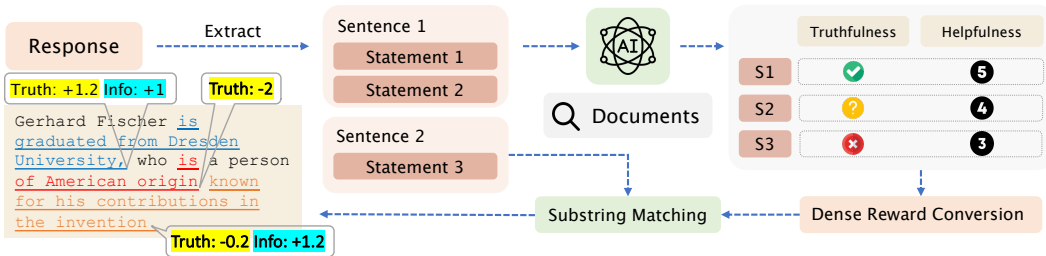 Response
Extract
Truth: +1.2 Info: +1
Truth: -2
Gerhard Fischer is
graduated from Dresden
University, who is a person
of American origin known
for his contributions in
the invention.
Truth: -0.2 Info: +1.2
Sentence 1
Statement 1
Statement 2
Sentence 2
Statement 3
AI
Documents
Truthfulness Helpfulness
S1 5
S2 ? 4
S3 3
Substring Matching
Dense Reward Conversion